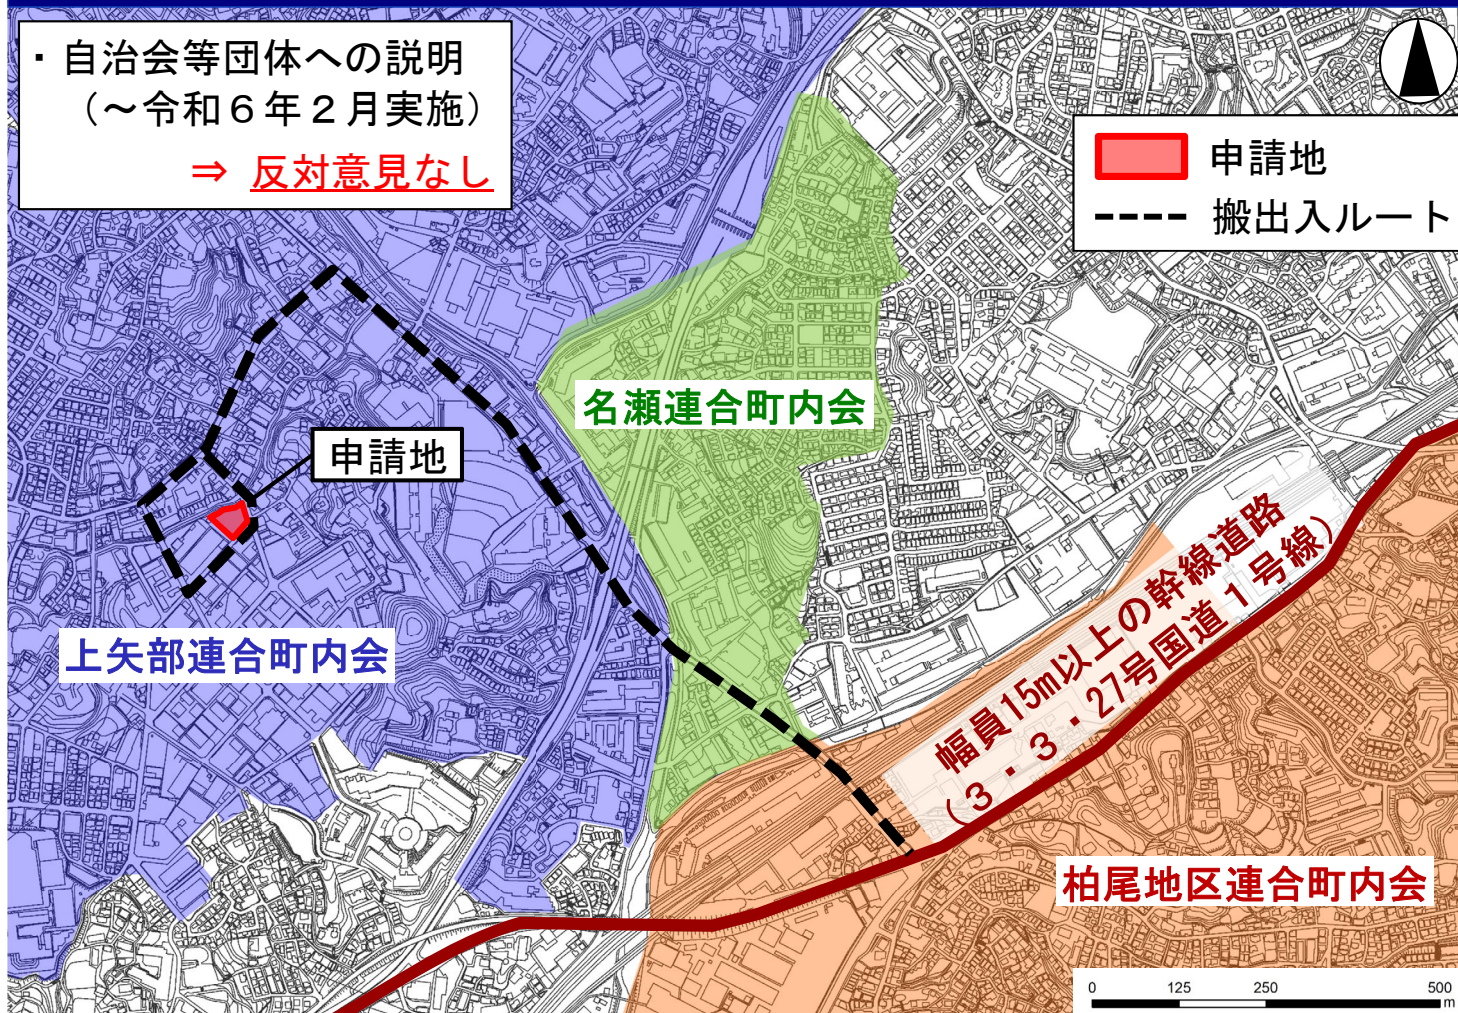 ・自治会等団体への説明
（～令和６年２月実施）
⇒ 反対意見なし
申請地
搬出入ルート
名瀬連合町内会
申請地
上矢部連合町内会
幅員15m以上の幹線道路
（３・３・27号国道１号線）
柏尾地区連合町内会
0 125 250 500
m